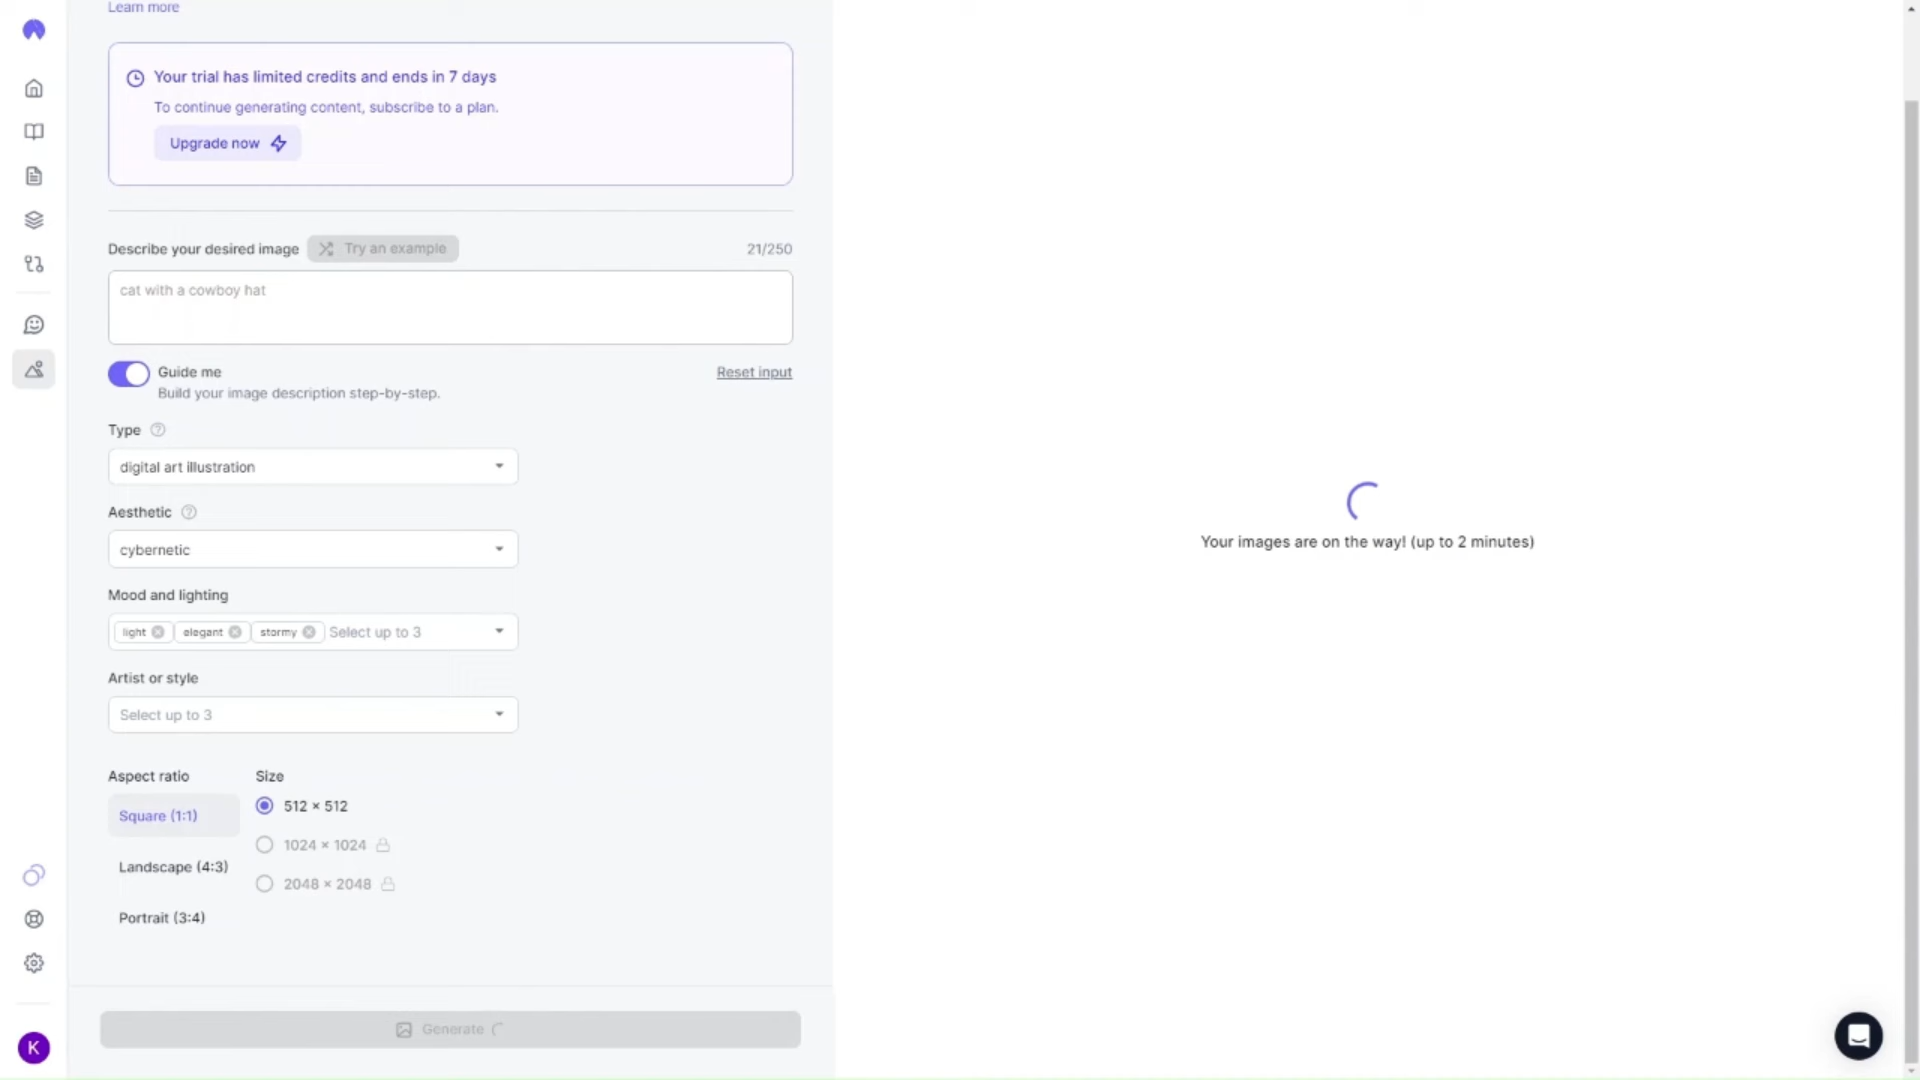 Learn more
Your trial has limited credits and ends in 7 days
To continue generating content, subscribe to a plan.
Upgrade now
Describe your desired image Try an example 21/250
cat with a cowboy hat
Guide me Reset input
Build your image description step-by-step.
Type
digital art illustration
Aesthetic
cybernetic
Mood and lighting
light elegant stormy Select up to 3
Artist or style
Select up to 3
Aspect ratio Size
Square (1:1) 512 × 512
1024 × 1024
Landscape (4:3)
2048 × 2048
Portrait (3:4)
Generate
K
Your images are on the way! (up to 2 minutes)